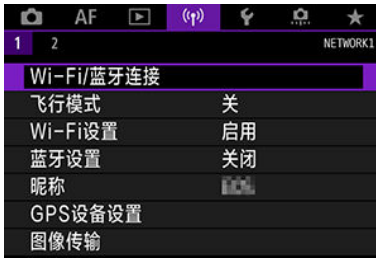 AF
1 2 NETWORK1
Wi-Fi/蓝牙连接
飞行模式 关
Wi-Fi设置 启用
蓝牙设置 关闭
昵称
GPS设备设置
图像传输